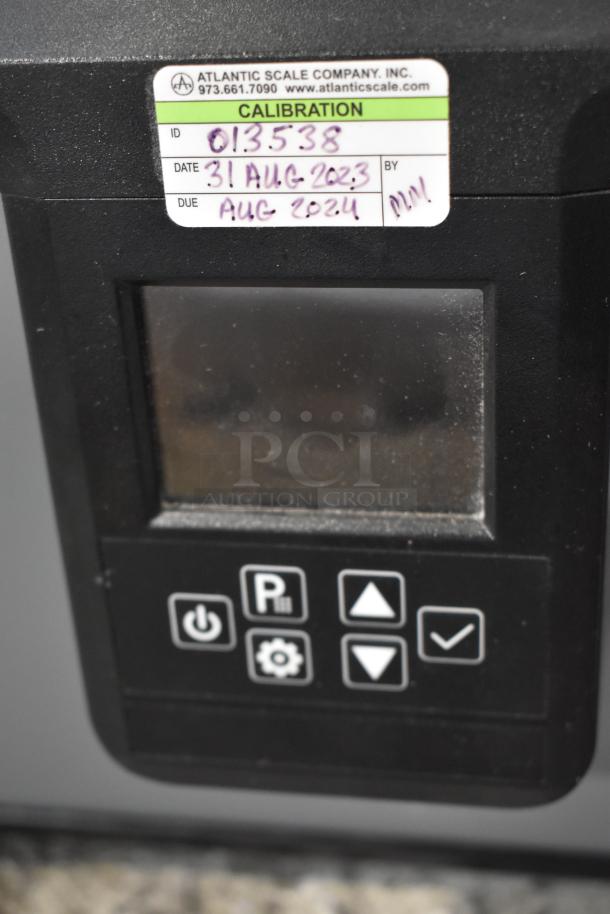 ATLANTIC SCALE COMPANY. INC.
973.661.7090 www.atlanticscale.com
CALIBRATION
ID 013538
DATE 31 AUG 2023 BY MM
DUE AUG 2024
PCI
AUCTION GROUP
P